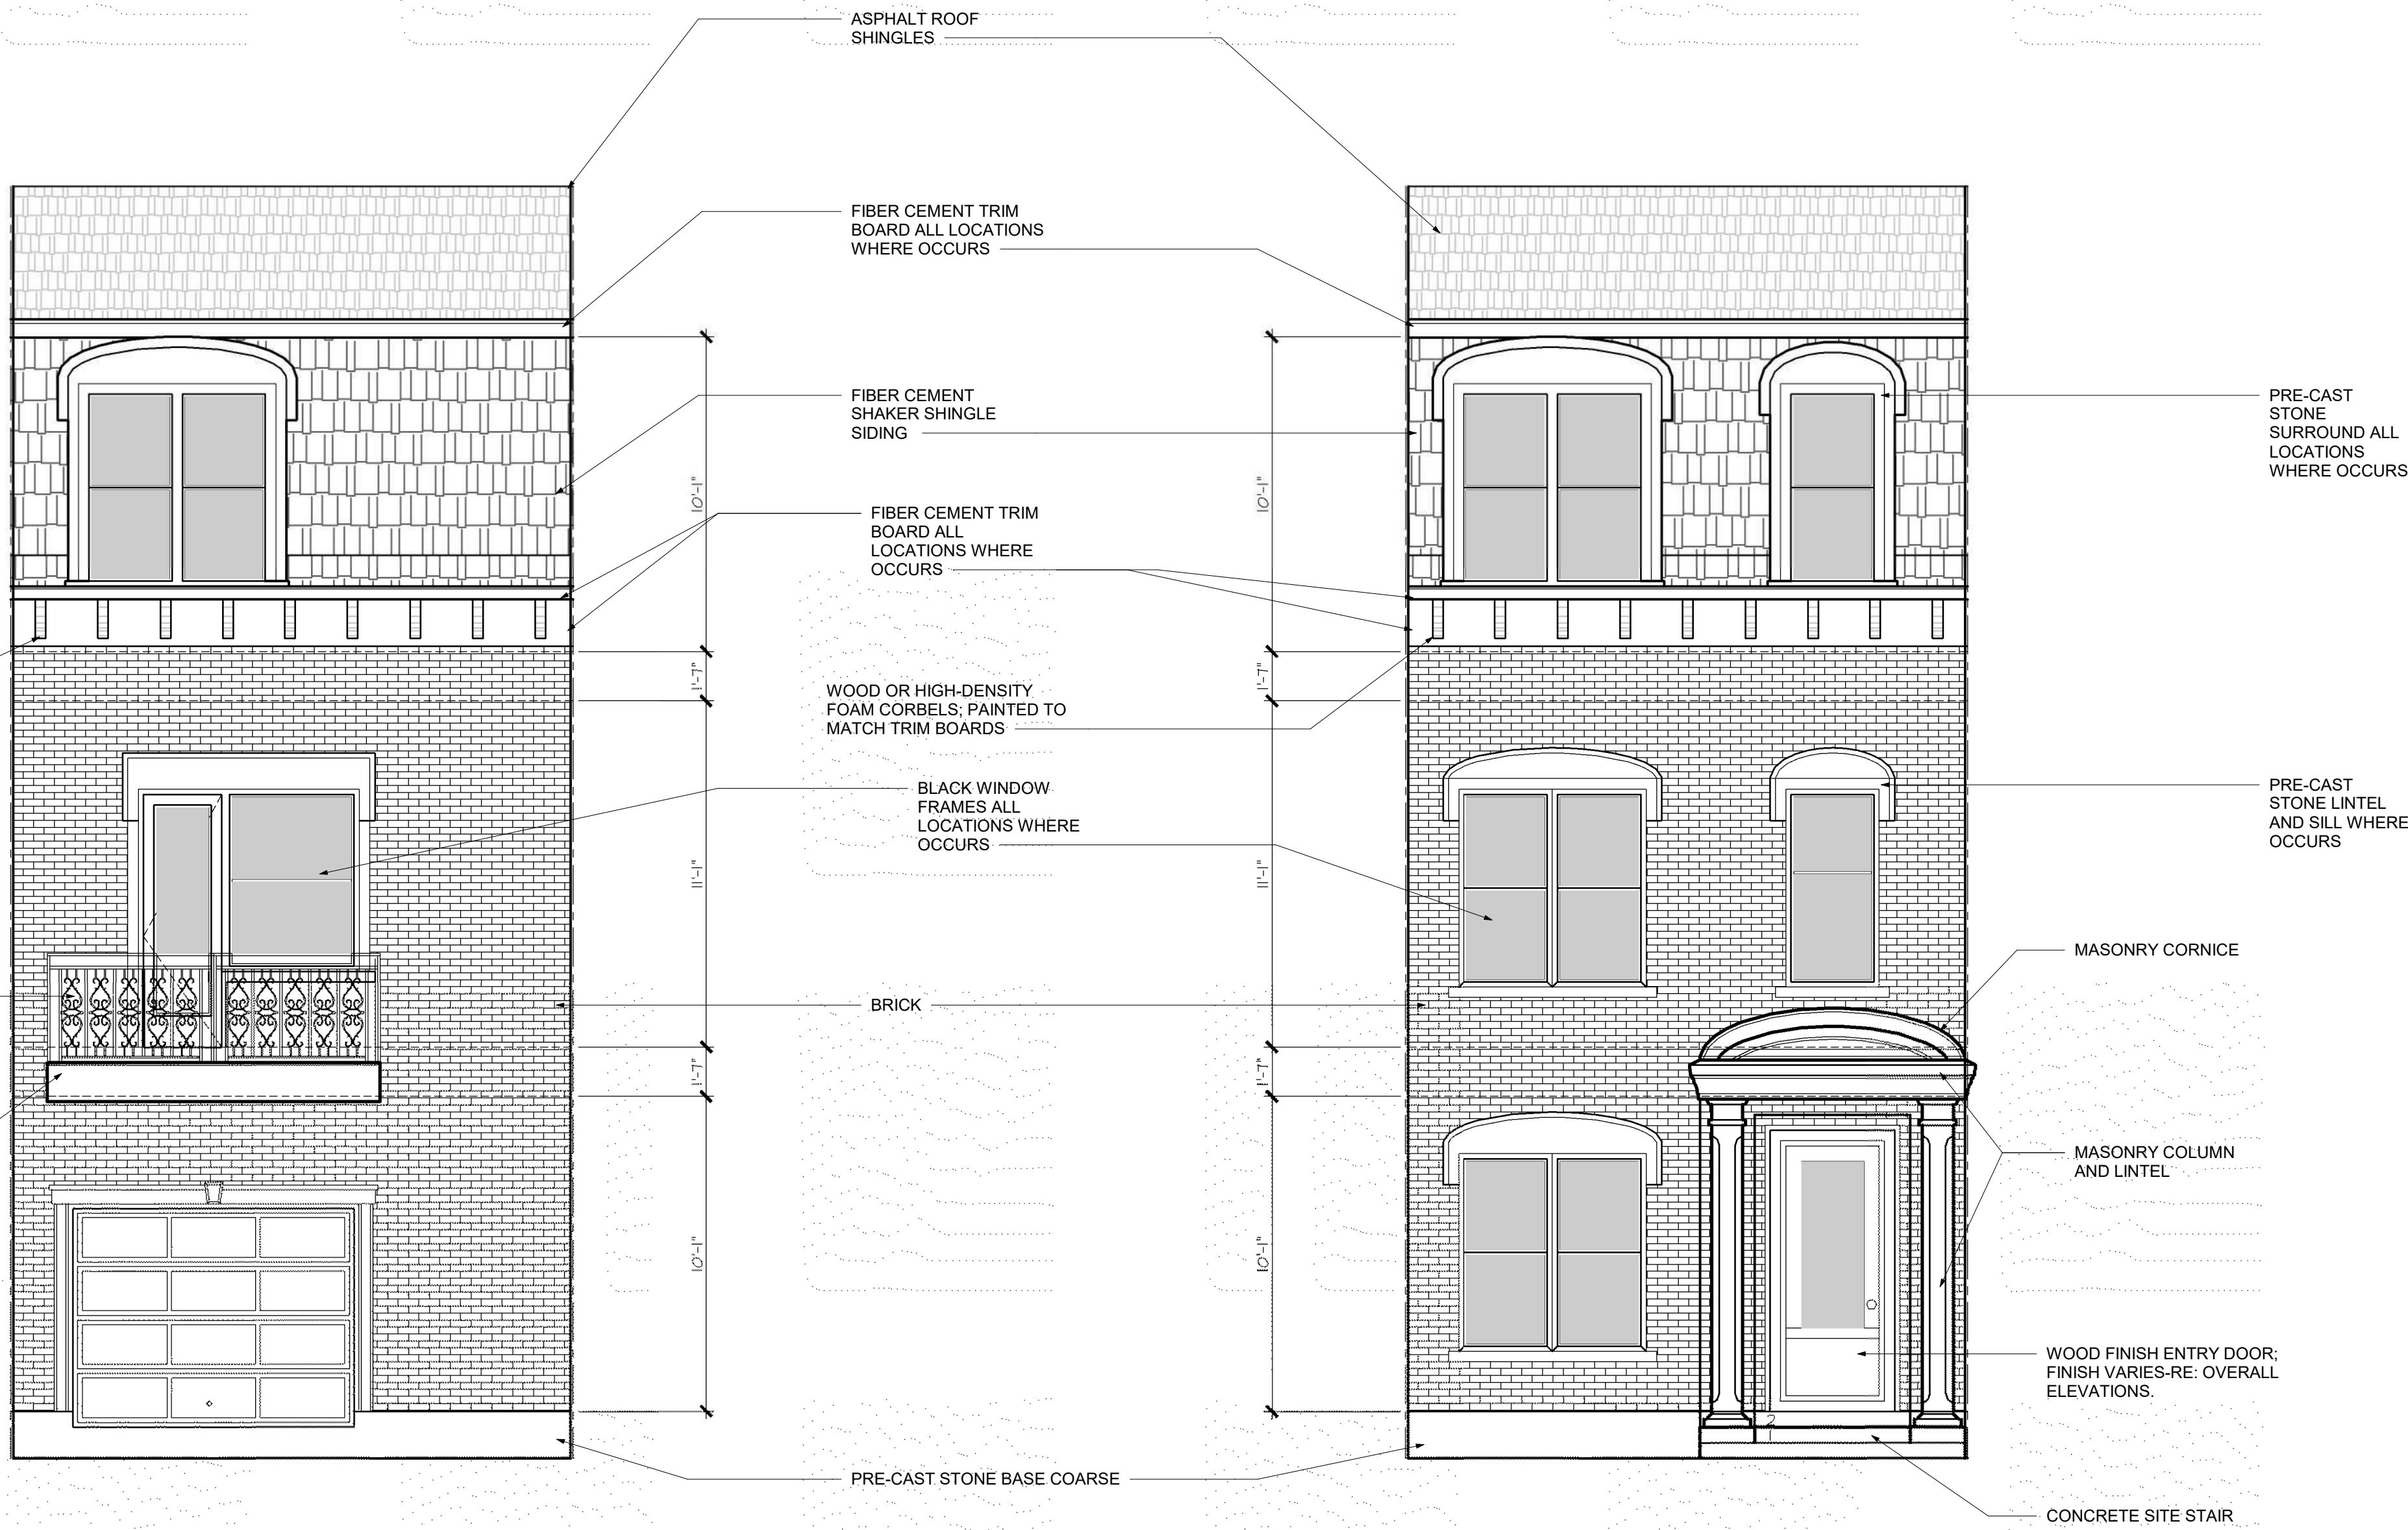 ASPHALT ROOF
SHINGLES
FIBER CEMENT TRIM
BOARD ALL LOCATIONS
WHERE OCCURS
FIBER CEMENT
SHAKER SHINGLE
SIDING
PRE-CAST
STONE
SURROUND ALL
LOCATIONS
WHERE OCCURS
10'-1"
10'-1"
FIBER CEMENT TRIM
BOARD ALL
LOCATIONS WHERE
OCCURS
1'-7"
1'-7"
WOOD OR HIGH-DENSITY
FOAM CORBELS; PAINTED TO
MATCH TRIM BOARDS
BLACK WINDOW
FRAMES ALL
LOCATIONS WHERE
OCCURS
PRE-CAST
STONE LINTEL
AND SILL WHERE
OCCURS
11'-1"
11'-1"
MASONRY CORNICE
BRICK
1'-7"
1'-7"
MASONRY COLUMN
AND LINTEL
10'-1"
10'-1"
WOOD FINISH ENTRY DOOR;
FINISH VARIES-RE: OVERALL
ELEVATIONS.
PRE-CAST STONE BASE COARSE
CONCRETE SITE STAIR